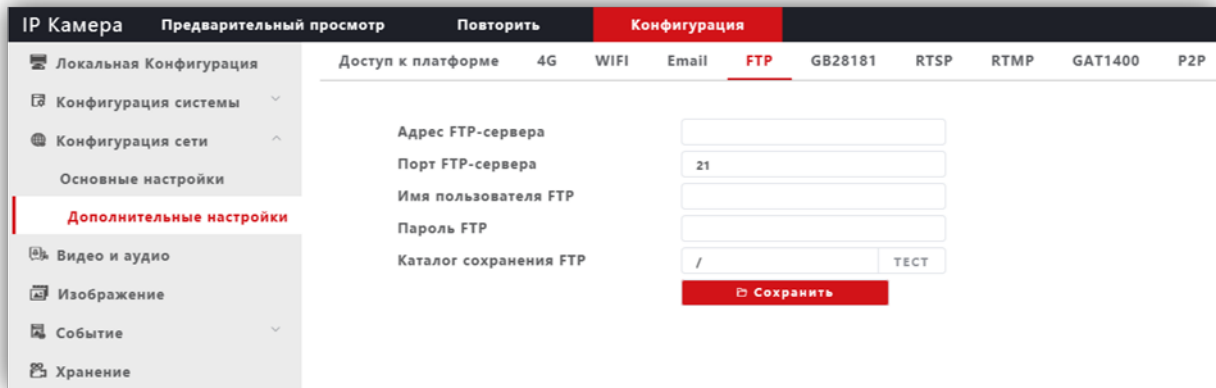 IP Камера Предварительный просмотр Повторить Конфигурация
Локальная Конфигурация
Конфигурация системы
Конфигурация сети
Основные настройки
Дополнительные настройки
Видео и аудио
Изображение
Событие
Хранение
Доступ к платформе 4G WIFI Email FTP GB28181 RTSP RTMP GAT1400 P2P
Адрес FTP-сервера
Порт FTP-сервера 21
Имя пользователя FTP
Пароль FTP
Каталог сохранения FTP / ТЕСТ
Сохранить